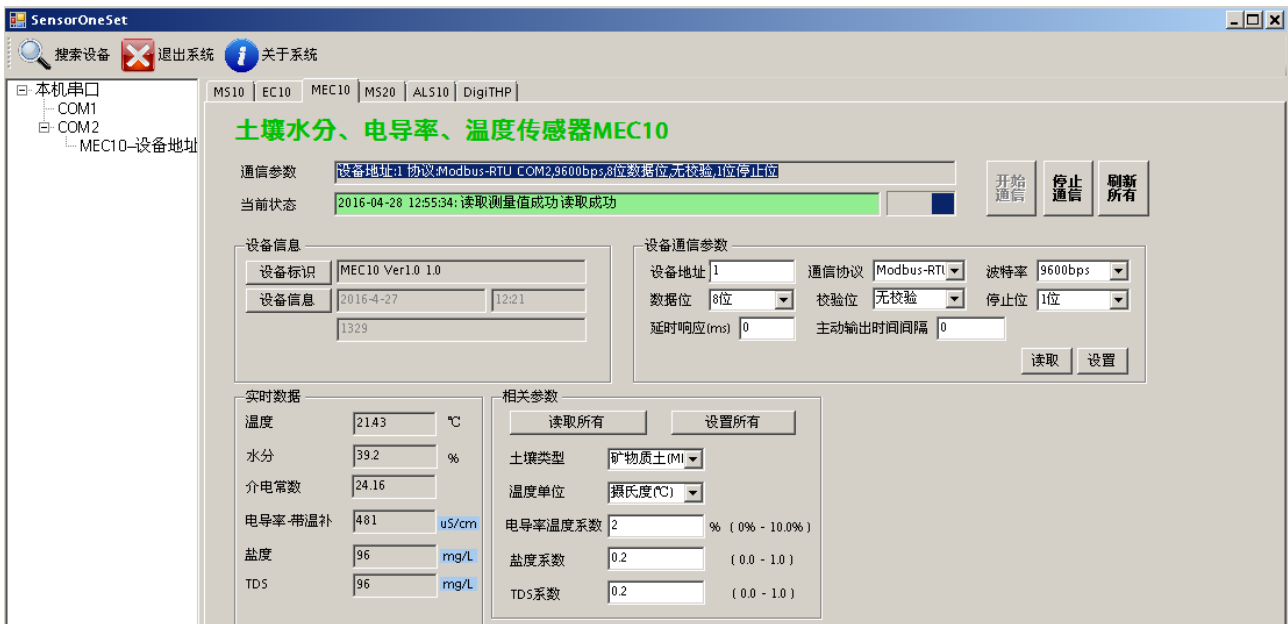 SensorOneSet
搜索设备 退出系统 关于系统
本机串口
COM1
COM2
MEC10--设备地址
MS10 EC10 MEC10 MS20 ALS10 DigiTHP
土壤水分、电导率、温度传感器MEC10
通信参数 设备地址:1 协议:Modbus-RTU COM2,9600bps,8位数据位,无校验,1位停止位
当前状态 2016-04-28 12:55:34: 读取测量值成功 读取成功
开始通信 停止通信 刷新所有
设备信息
设备标识 MEC10 Ver1.0 1.0
设备信息 2016-4-27 12:21
1329
设备通信参数
设备地址 1 通信协议 Modbus-RTU 波特率 9600bps
数据位 8位 校验位 无校验 停止位 1位
延时响应(ms) 0 主动输出时间间隔 0
读取 设置
实时数据
温度 21.43 ℃
水分 39.2 %
介电常数 24.16
电导率-带温补 481 uS/cm
盐度 96 mg/L
TDS 96 mg/L
相关参数
读取所有 设置所有
土壤类型 矿物质土(MI
温度单位 摄氏度(℃)
电导率温度系数 2 % ( 0% - 10.0% )
盐度系数 0.2 ( 0.0 - 1.0 )
TDS系数 0.2 ( 0.0 - 1.0 )